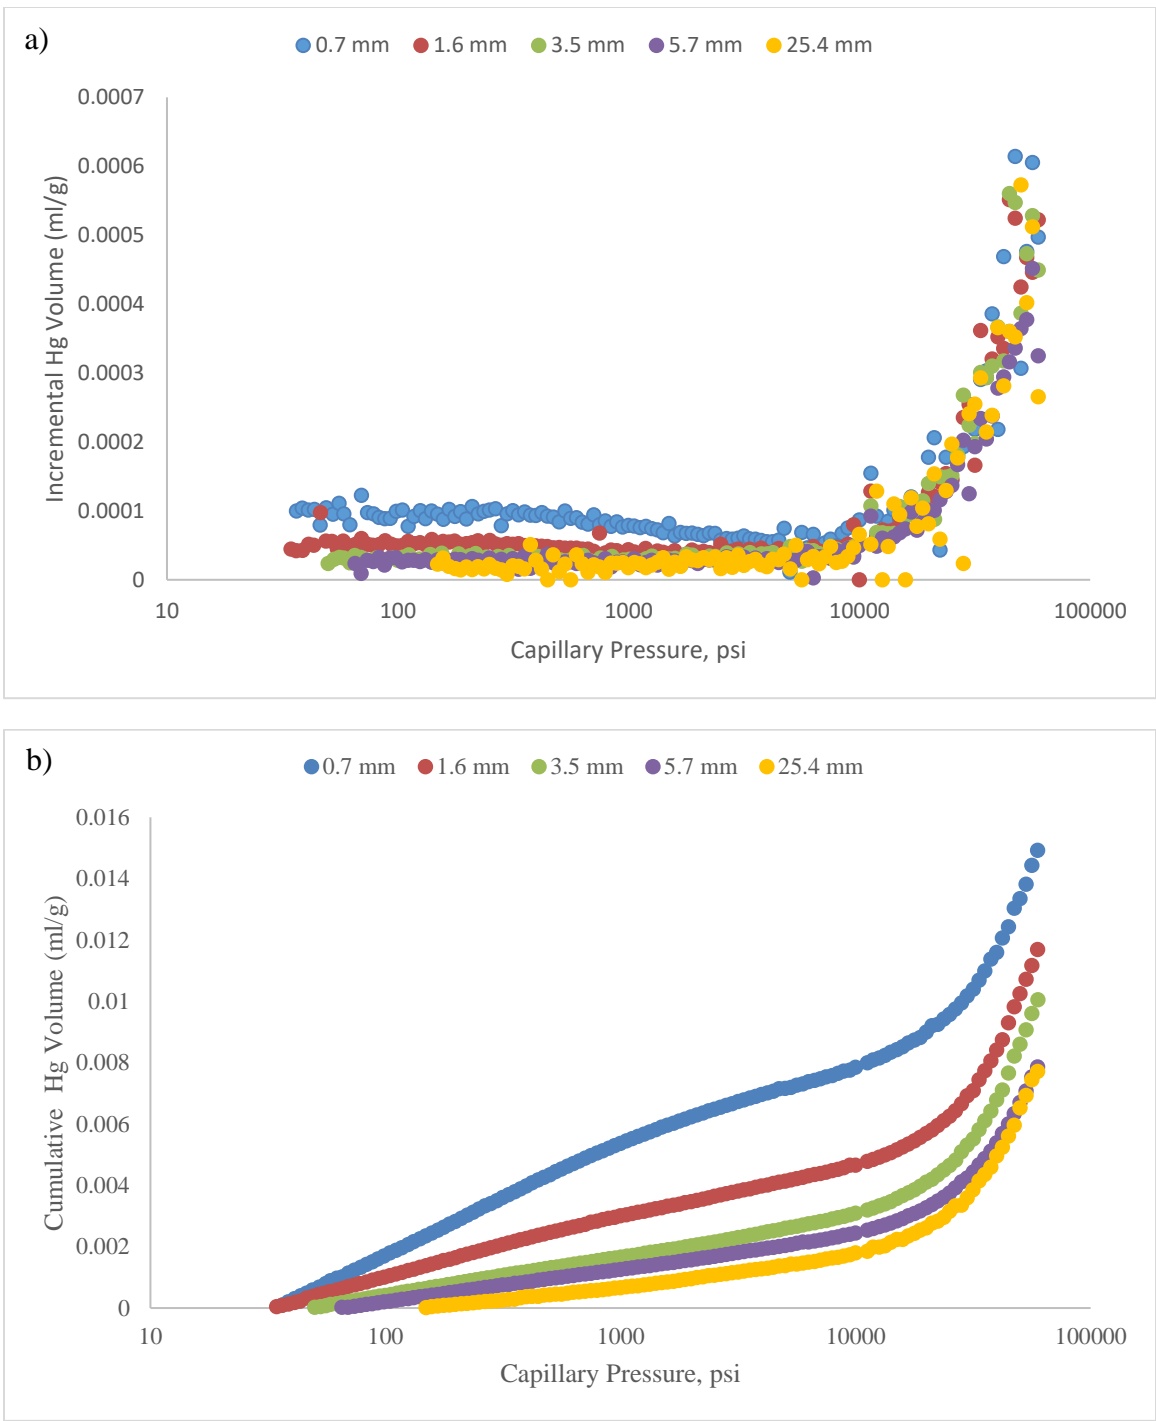 a)
0.7 mm 1.6 mm 3.5 mm 5.7 mm 25.4 mm
0.0007
0.0006
0.0005
0.0004
0.0003
0.0002
0.0001
0
Incremental Hg Volume (ml/g)
10 100 1000 10000 100000
Capillary Pressure, psi
b)
0.7 mm 1.6 mm 3.5 mm 5.7 mm 25.4 mm
0.016
0.014
0.012
0.01
0.008
0.006
0.004
0.002
0
Cumulative Hg Volume (ml/g)
10 100 1000 10000 100000
Capillary Pressure, psi